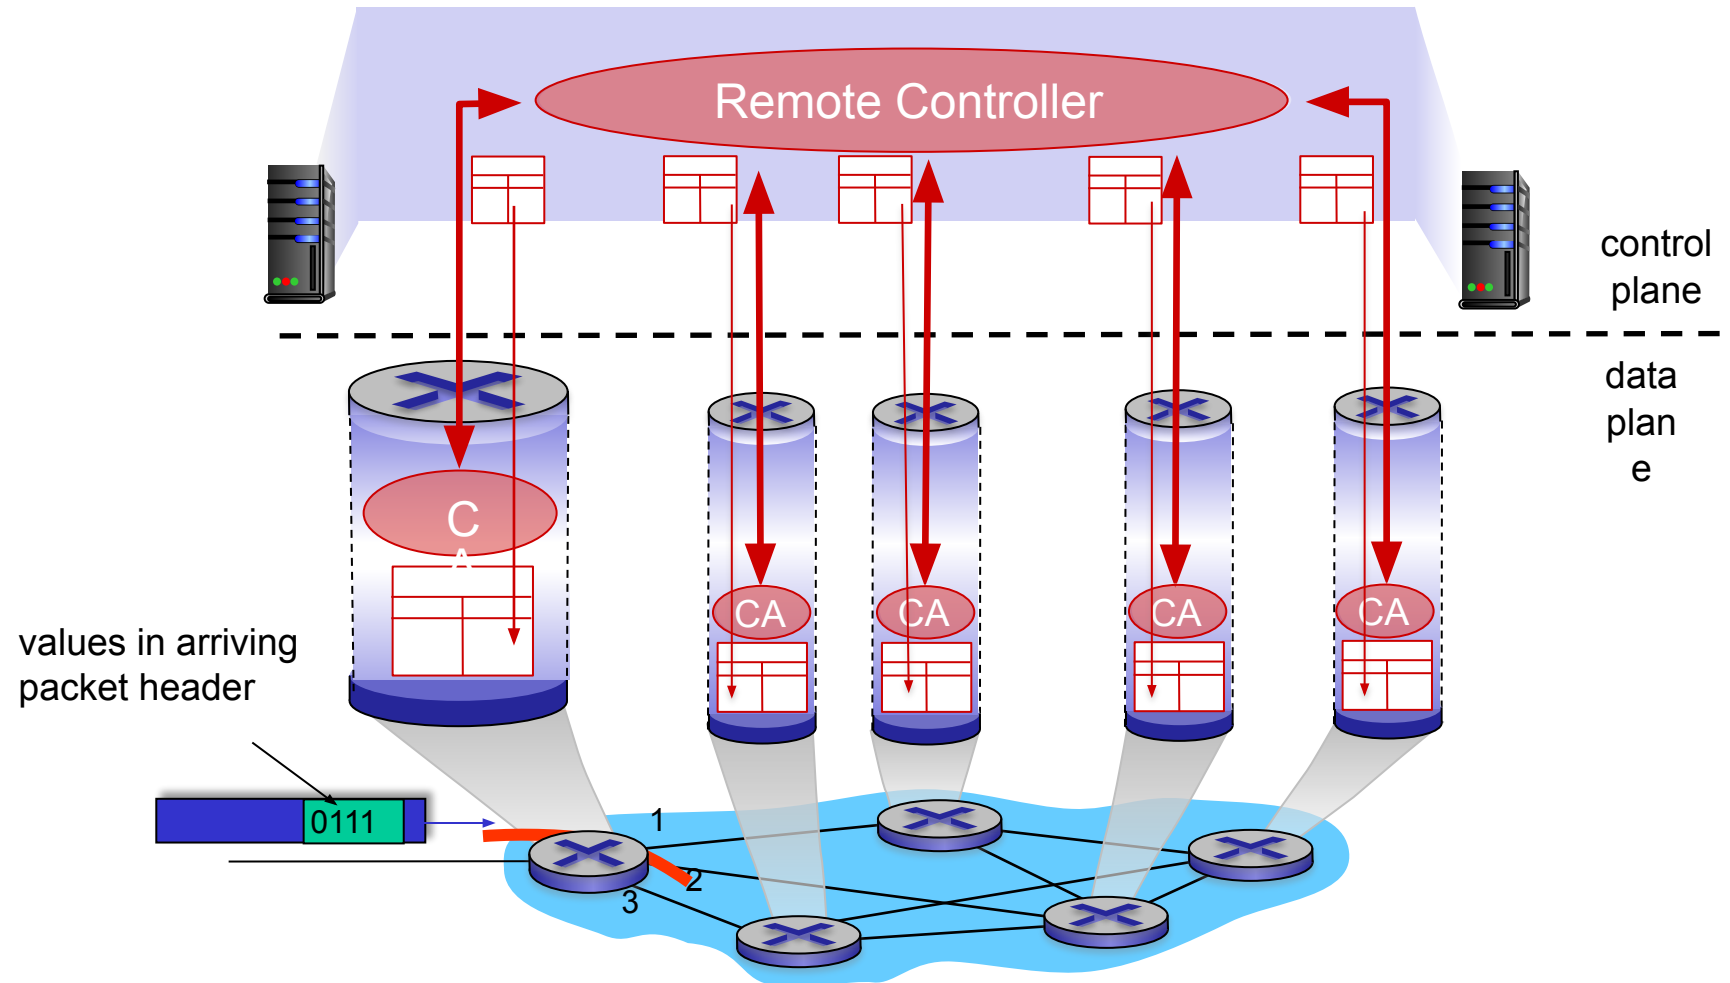 Remote Controller
control
plane
data
plan
e
C
A
CA
CA
CA
CA
values in arriving
packet header
0111
1
2
3